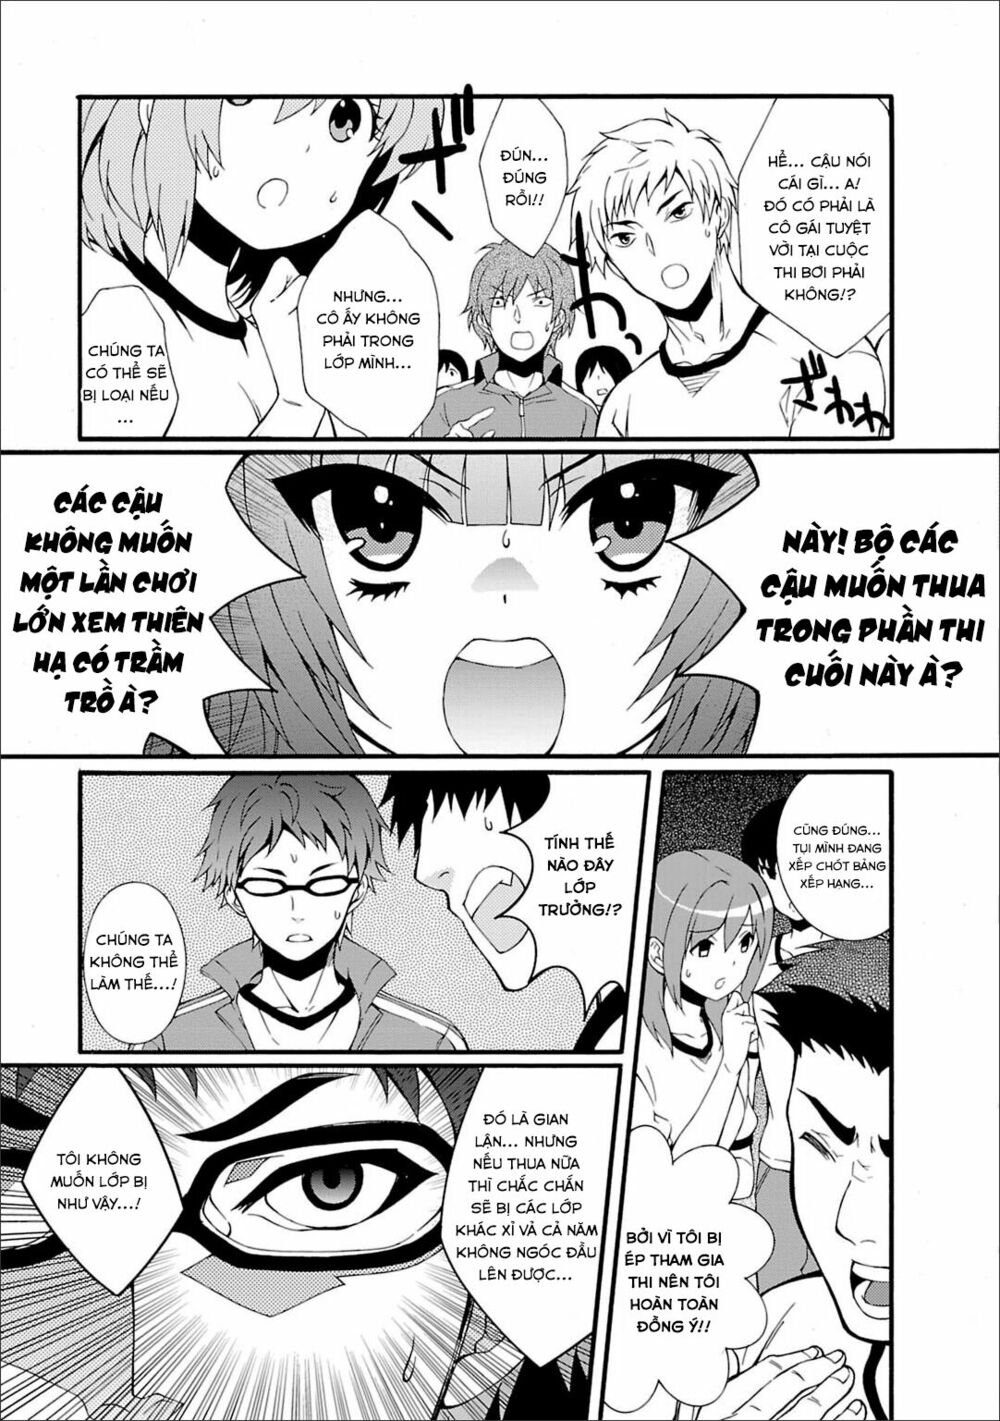 HỂ... CẬU NÓI
CÁI GÌ... A!
ĐÓ CÓ PHẢI LÀ
CÔ GÁI TUYỆT
VỜI TẠI CUỘC
THI BƠI PHẢI
KHÔNG!?
ĐÚN...
ĐÚNG
RỒI!!
NHƯNG...
CÔ ẤY KHÔNG
PHẢI TRONG
LỚP MÌNH...
CHÚNG TA
CÓ THỂ SẼ
BỊ LOẠI NẾU
...
ざわわ
NÀY! BỘ CÁC
CẬU MUỐN THUA
TRONG PHẦN THI
CUỐI NÀY À?
CÁC CẬU
KHÔNG MUỐN
MỘT LẦN CHƠI
LỚN XEM THIÊN
HẠ CÓ TRẦM
TRỒ À?
CŨNG ĐÚNG...
TỤI MÌNH ĐANG
XẾP CHÓT BẢNG
XẾP HẠNG...
BỞI VÌ TÔI BỊ
ÉP THAM GIA
THI NÊN TÔI
HOÀN TOÀN
ĐỒNG Ý!!
TÍNH THẾ
NÀO ĐÂY
LỚP
TRƯỞNG!?
CHÚNG TA
KHÔNG THỂ
LÀM THẾ...!
ĐÓ LÀ GIAN
LẬN... NHƯNG
NẾU THUA NỮA
THÌ CHẮC CHẮN
SẼ BỊ CÁC LỚP
KHÁC XỈ VÀ CẢ NĂM
KHÔNG NGÓC ĐẦU
LÊN ĐƯỢC...
TÔI KHÔNG
MUỐN LỚP BỊ
NHƯ VẬY...!